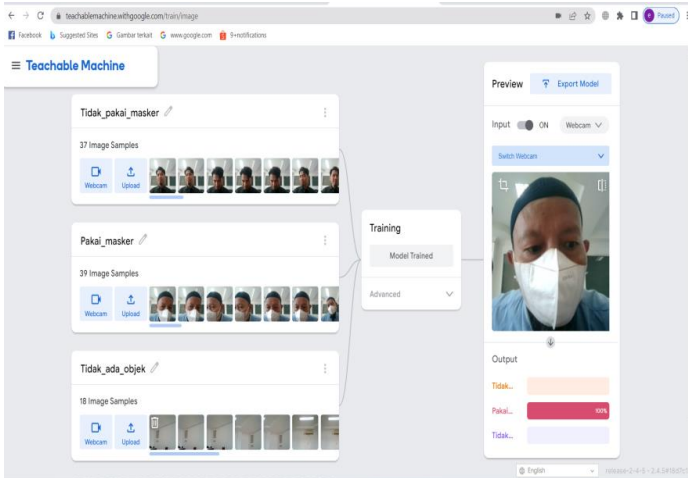 teachablemachine.withgoogle.com/train/image
Paused
Facebook Suggested Sites Gambar terkait www.google.com 9+notifications
Teachable Machine
Tidak_pakai_masker
37 Image Samples
Webcam Upload
Pakai_masker
39 Image Samples
Webcam Upload
Tidak_ada_objek
18 Image Samples
Webcam Upload
Training
Model Trained
Advanced
Preview Export Model
Input ON Webcam
Switch Webcam
Output
Tidak...
Pakai... 100%
Tidak...
English